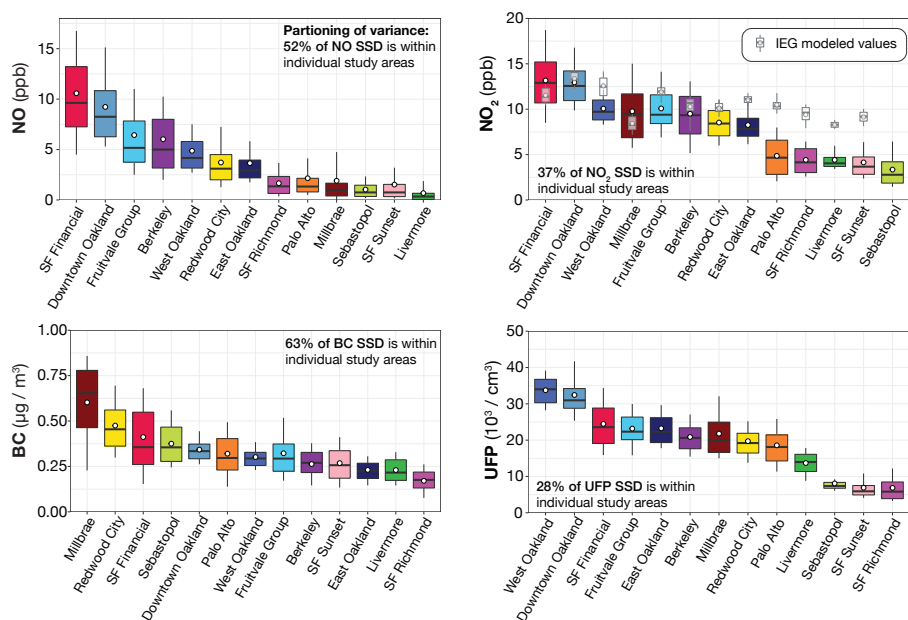 Partioning of variance:
52% of NO SSD is within
individual study areas
NO (ppb)
15
10
5
0
SF Financial
Downtown Oakland
Fruitvale Group
Berkeley
West Oakland
Redwood City
East Oakland
SF Richmond
Palo Alto
Millbrae
Sebastopol
SF Sunset
Livermore
IEG modeled values
NO₂ (ppb)
20
15
10
5
0
37% of NO₂ SSD is within
individual study areas
SF Financial
Downtown Oakland
West Oakland
Millbrae
Fruitvale Group
Berkeley
Redwood City
East Oakland
Palo Alto
SF Richmond
Livermore
SF Sunset
Sebastopol
63% of BC SSD is within
individual study areas
BC (µg / m³)
1.00
0.75
0.50
0.25
0.00
Millbrae
Redwood City
SF Financial
Sebastopol
Downtown Oakland
Palo Alto
West Oakland
Fruitvale Group
Berkeley
SF Sunset
East Oakland
Livermore
SF Richmond
UFP (10³ / cm³)
50
40
30
20
10
0
28% of UFP SSD is within
individual study areas
West Oakland
Downtown Oakland
SF Financial
Fruitvale Group
East Oakland
Berkeley
Millbrae
Redwood City
Palo Alto
Livermore
Sebastopol
SF Sunset
SF Richmond